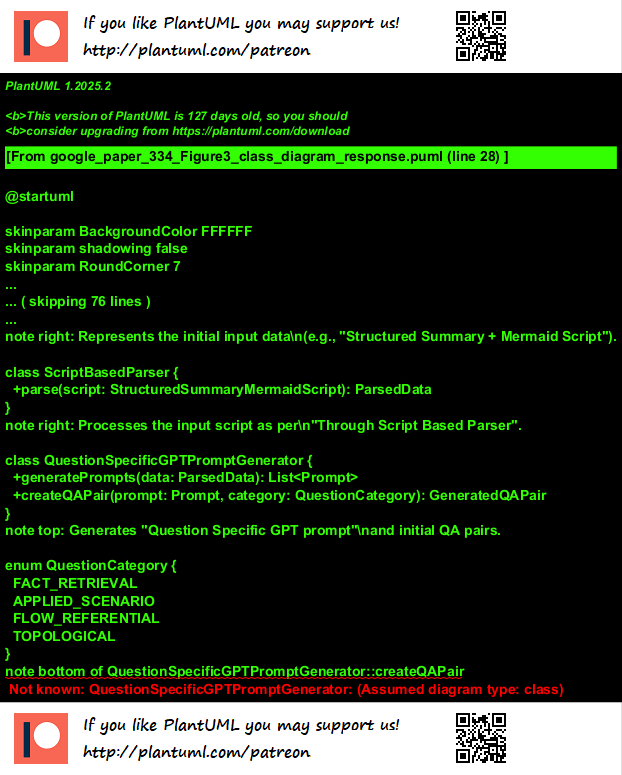 If you like PlantUML you may support us!
http://plantuml.com/patreon
PlantUML 1.2025.2
<b>This version of PlantUML is 127 days old, so you should
<b>consider upgrading from https://plantuml.com/download
[From google_paper_334_Figure3_class_diagram_response.puml (line 28) ]
@startuml
skinparam BackgroundColor FFFFFF
skinparam shadowing false
skinparam RoundCorner 7
...
... ( skipping 76 lines )
...
note right: Represents the initial input data\n(e.g., "Structured Summary + Mermaid Script").
class ScriptBasedParser {
+parse(script: StructuredSummaryMermaidScript): ParsedData
}
note right: Processes the input script as per\n"Through Script Based Parser".
class QuestionSpecificGPTPromptGenerator {
+generatePrompts(data: ParsedData): List<Prompt>
+createQAPair(prompt: Prompt, category: QuestionCategory): GeneratedQAPair
}
note top: Generates "Question Specific GPT prompt"\nand initial QA pairs.
enum QuestionCategory {
FACT_RETRIEVAL
APPLIED_SCENARIO
FLOW_REFERENTIAL
TOPOLOGICAL
}
note bottom of QuestionSpecificGPTPromptGenerator::createQAPair
Not known: QuestionSpecificGPTPromptGenerator: (Assumed diagram type: class)
If you like PlantUML you may support us!
http://plantuml.com/patreon